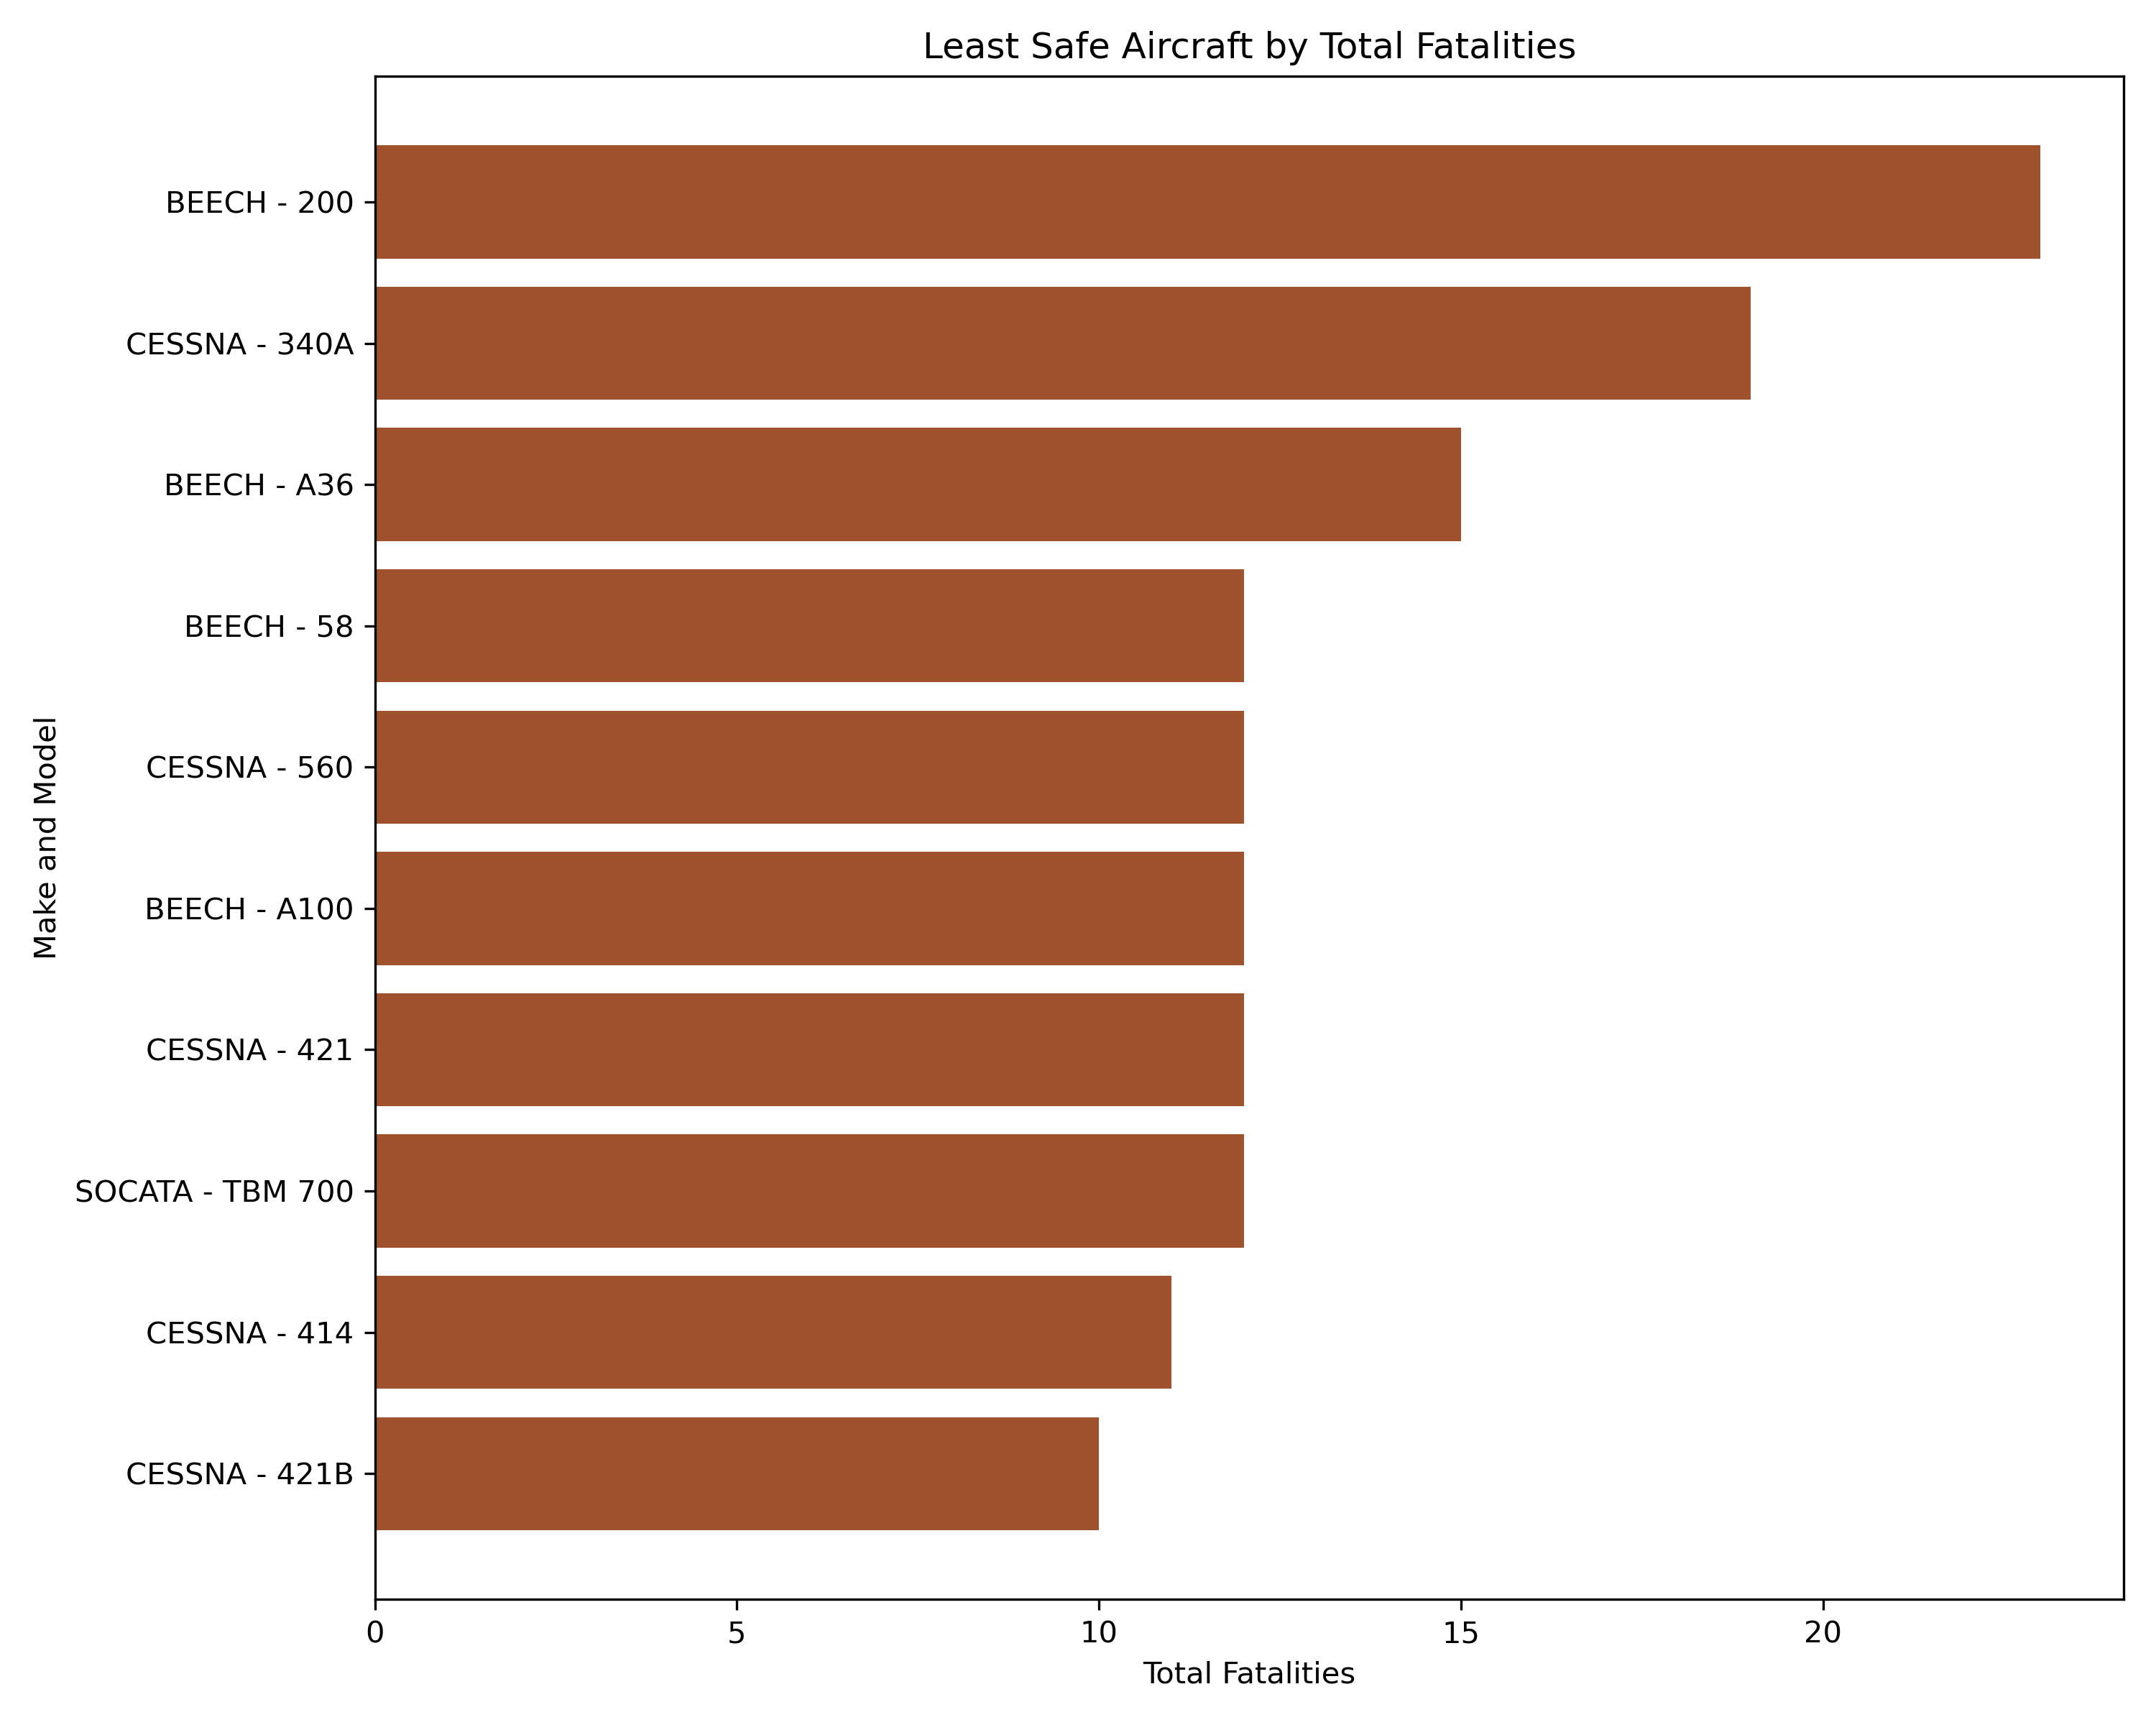 Least Safe Aircraft by Total Fatalities
BEECH - 200
CESSNA - 340A
BEECH - A36
BEECH - 58
CESSNA - 560
BEECH - A100
CESSNA - 421
SOCATA - TBM 700
CESSNA - 414
CESSNA - 421B
Make and Model
0 5 10 15 20
Total Fatalities